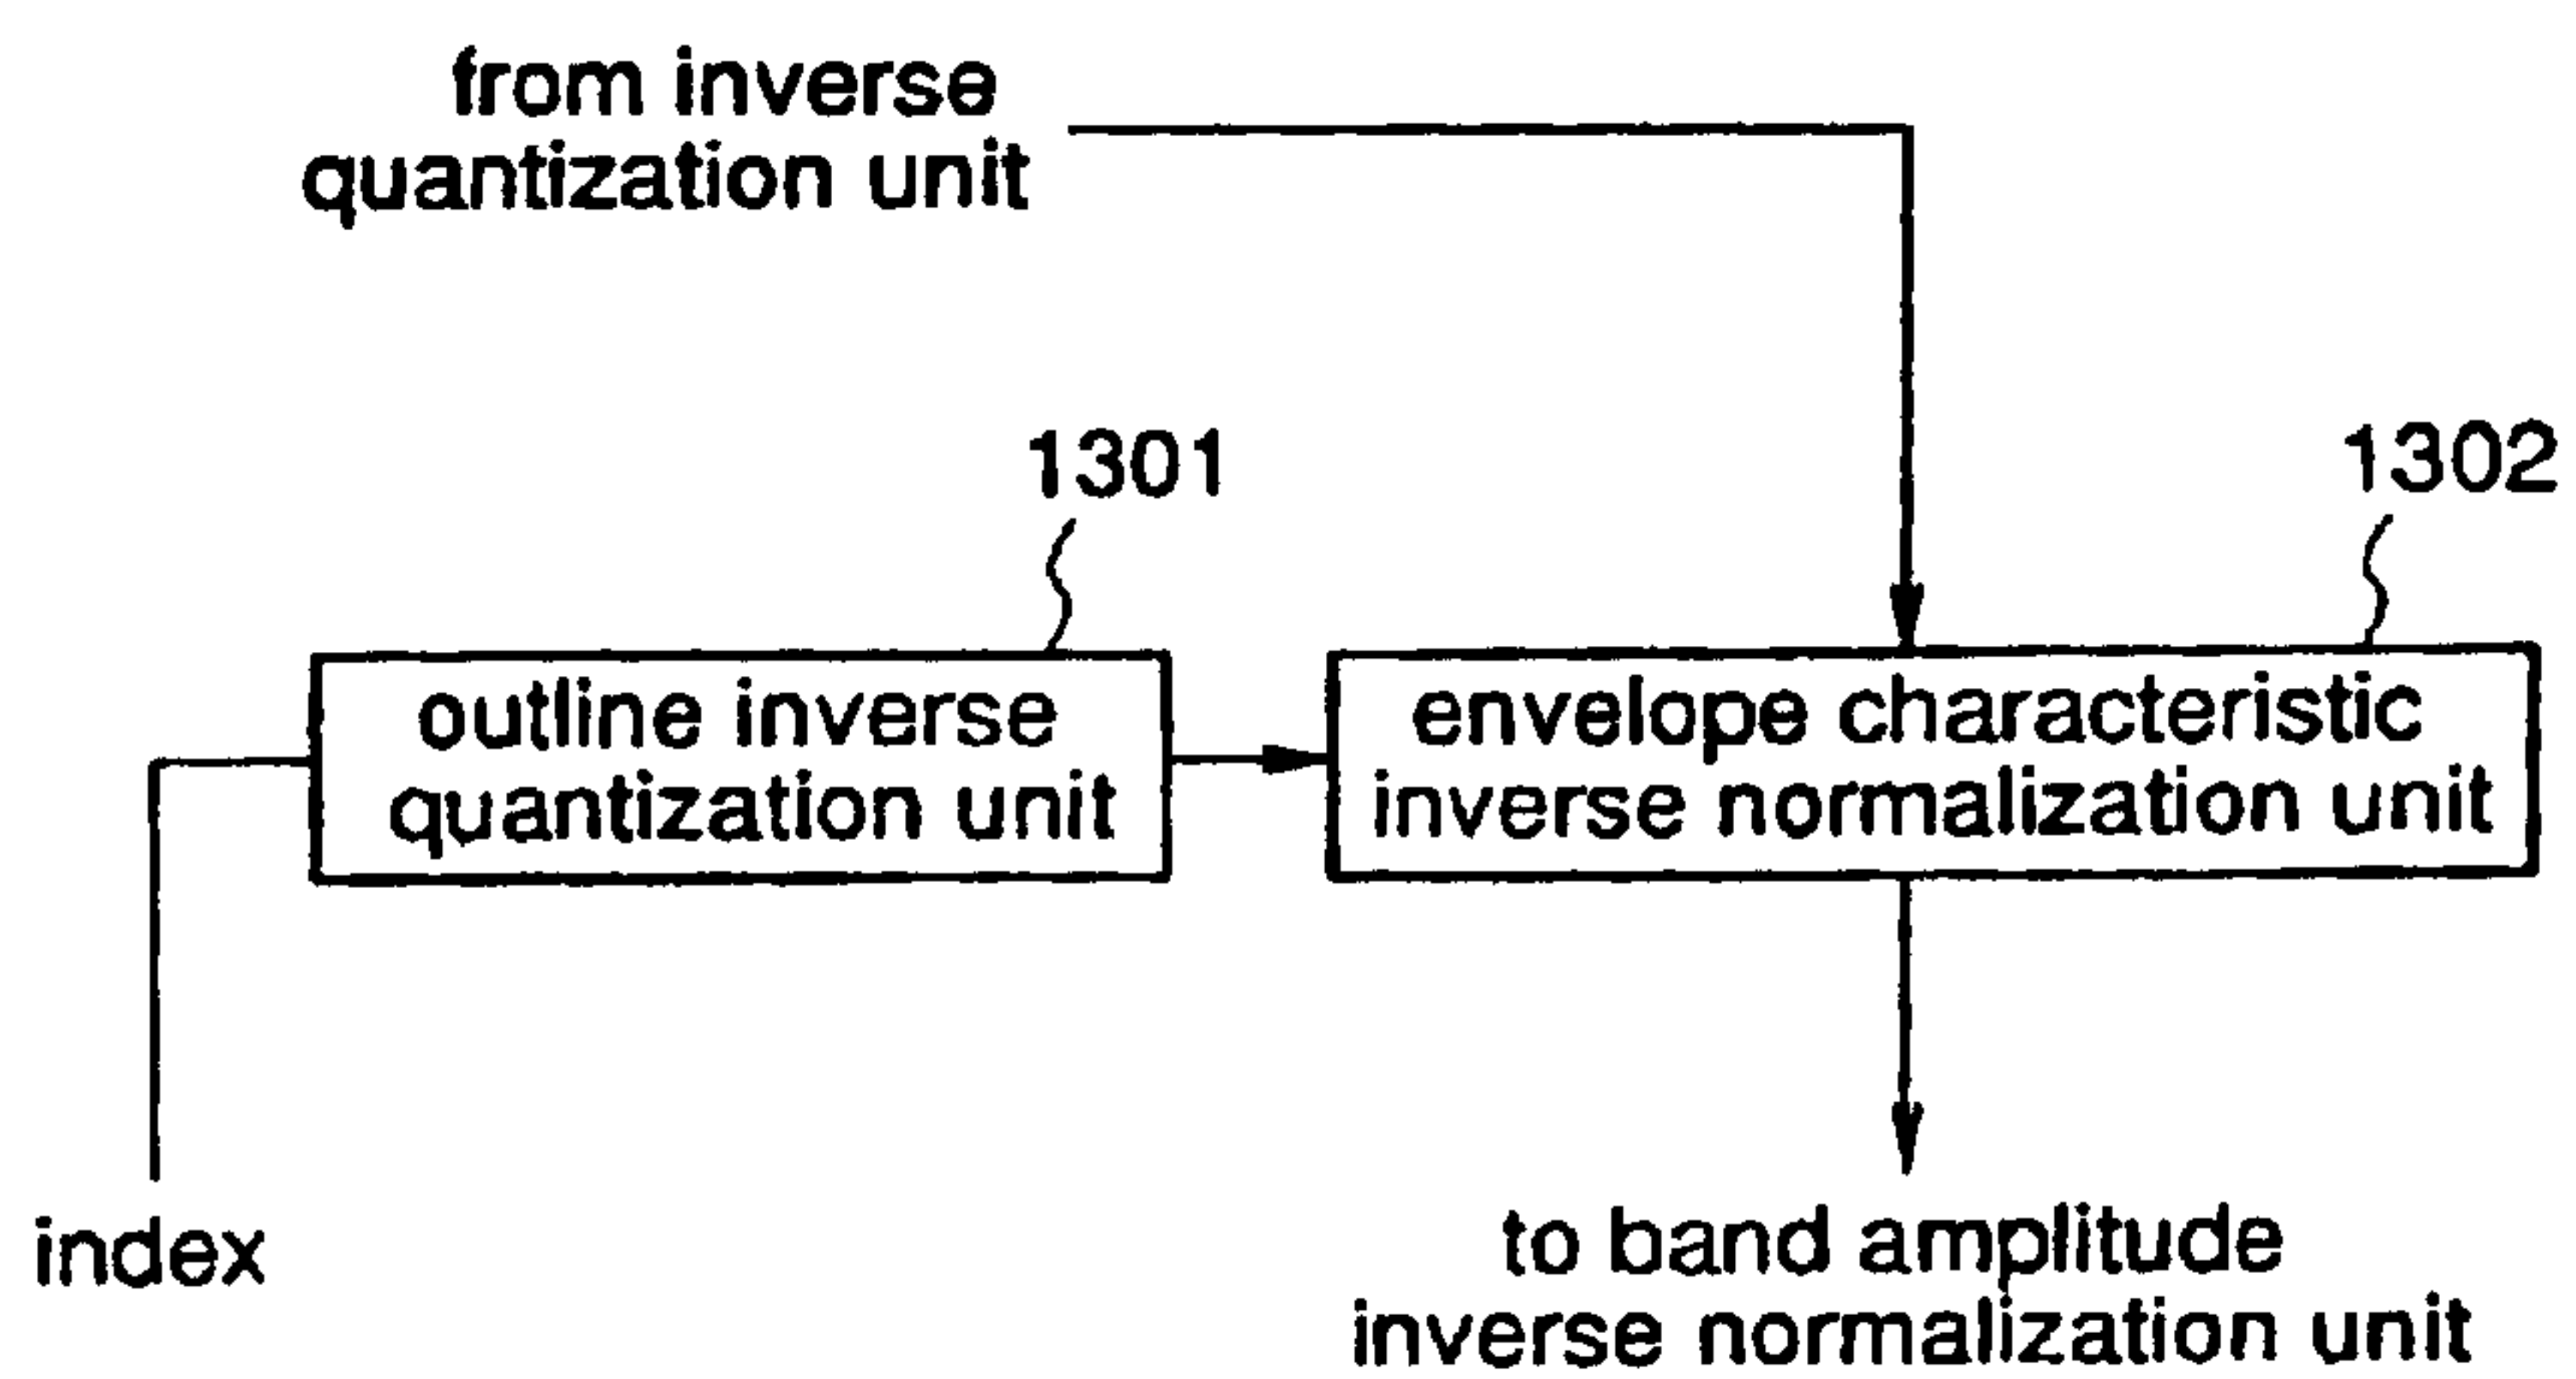 from inverse
quantization unit
1301
1302
outline inverse
quantization unit
envelope characteristic
inverse normalization unit
index
to band amplitude
inverse normalization unit